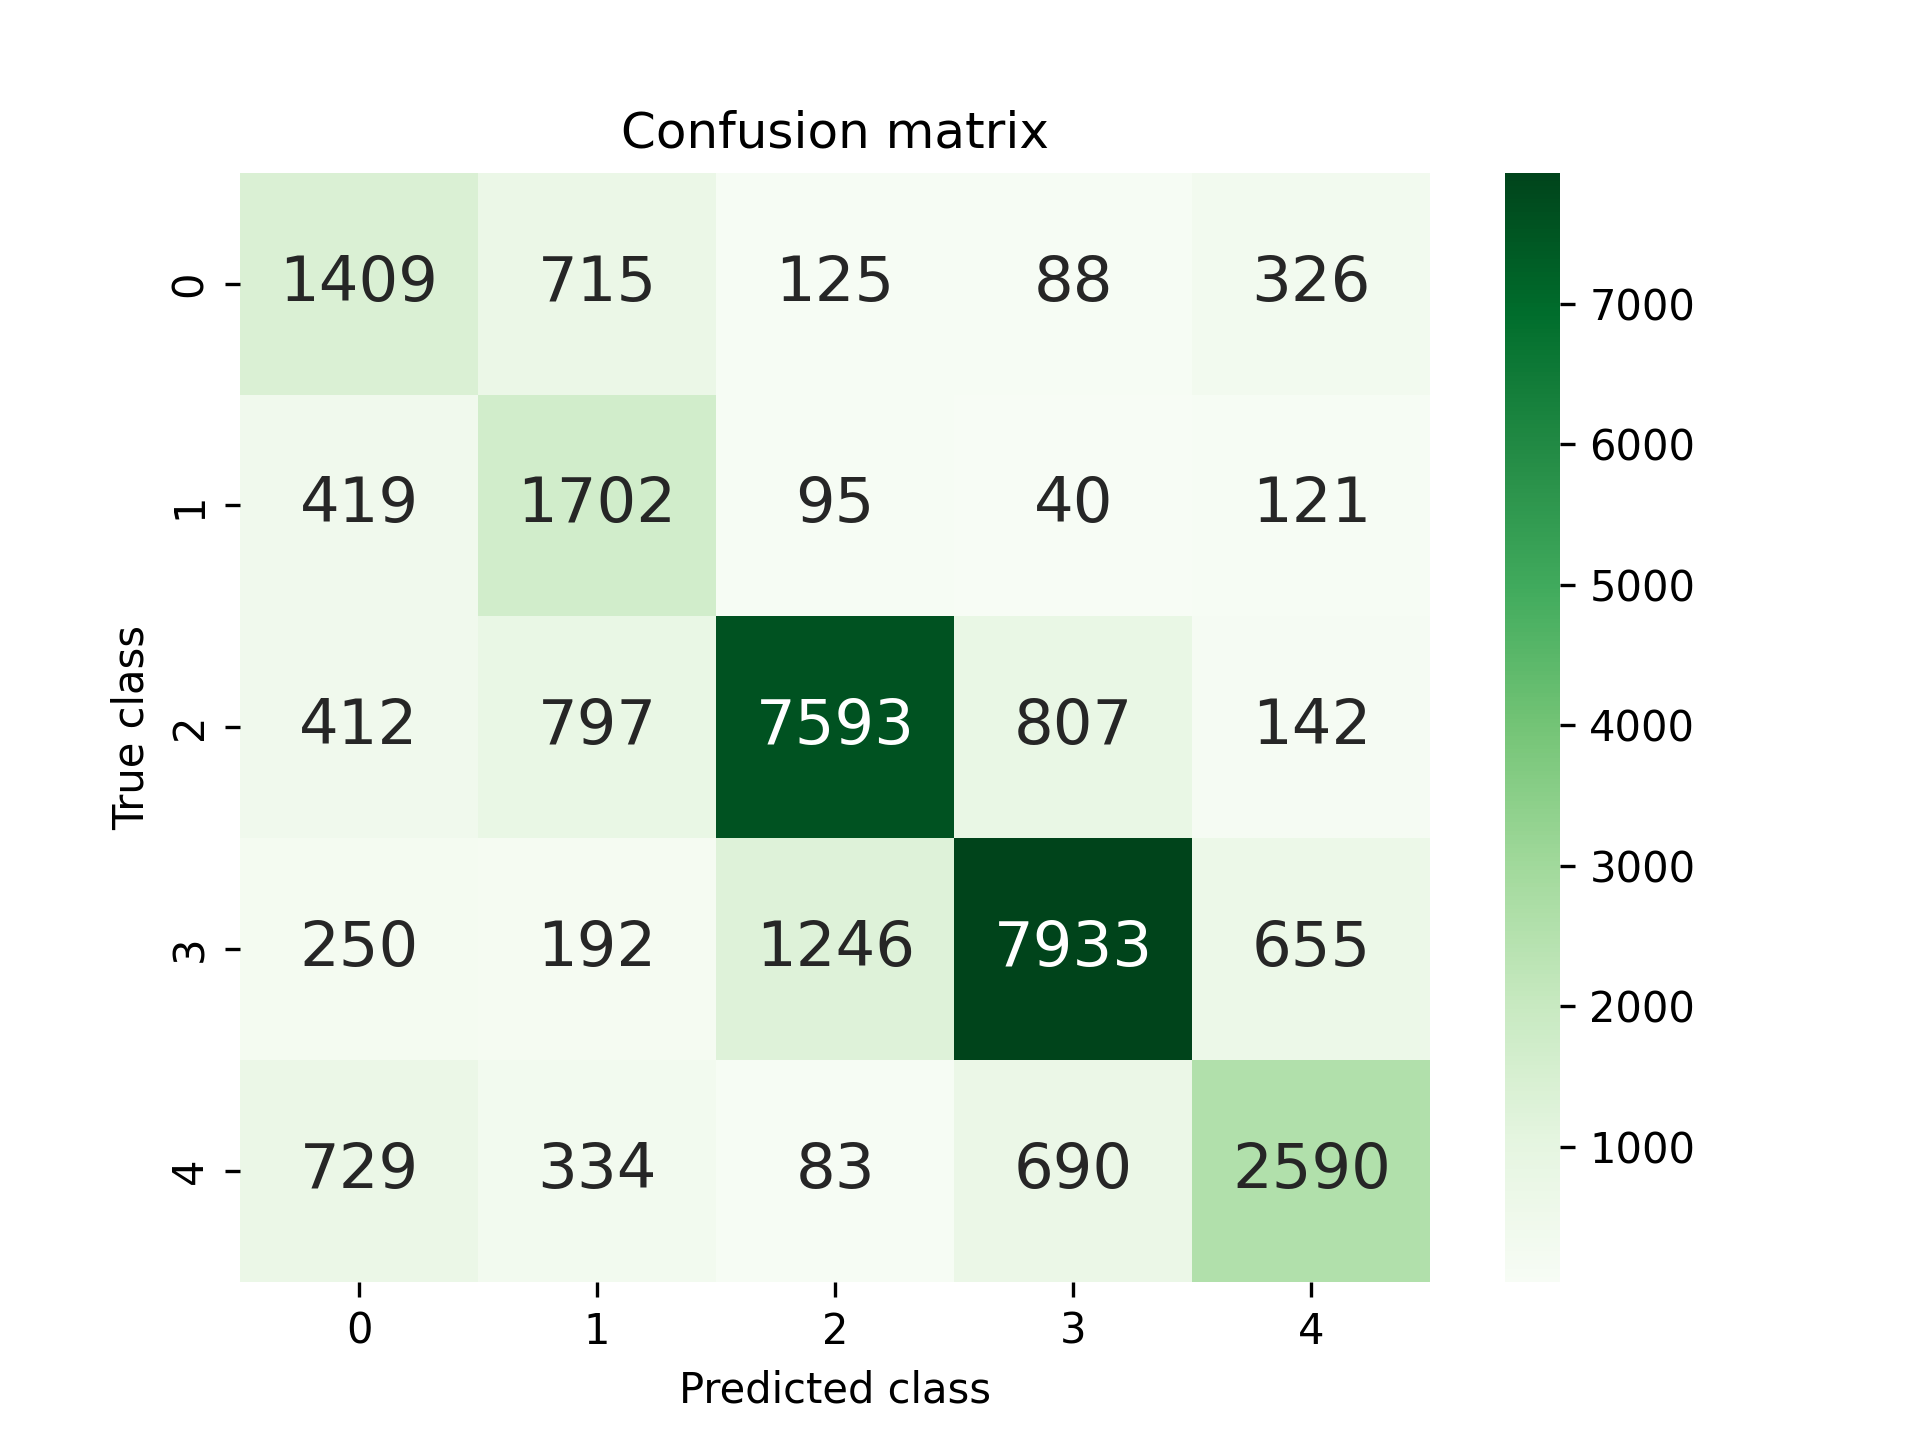 Confusion matrix
0 1409 715 125 88 326
1 419 1702 95 40 121
2 412 797 7593 807 142
3 250 192 1246 7933 655
4 729 334 83 690 2590
0 1 2 3 4
True class
Predicted class
7000
6000
5000
4000
3000
2000
1000